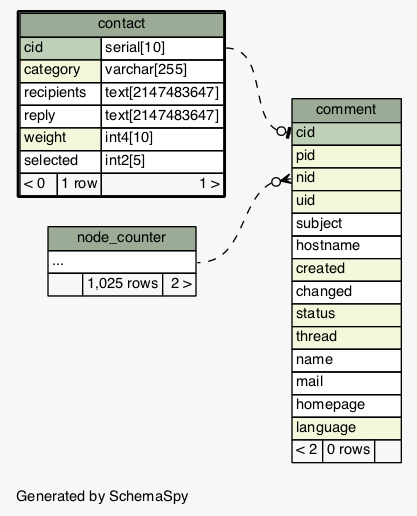 contact
cid serial[10]
category varchar[255]
recipients text[2147483647]
reply text[2147483647]
weight int4[10]
selected int2[5]
< 0 1 row 1 >
comment
cid
pid
nid
uid
subject
hostname
created
changed
status
thread
name
mail
homepage
language
< 2 0 rows
node_counter
...
1,025 rows 2 >
Generated by SchemaSpy